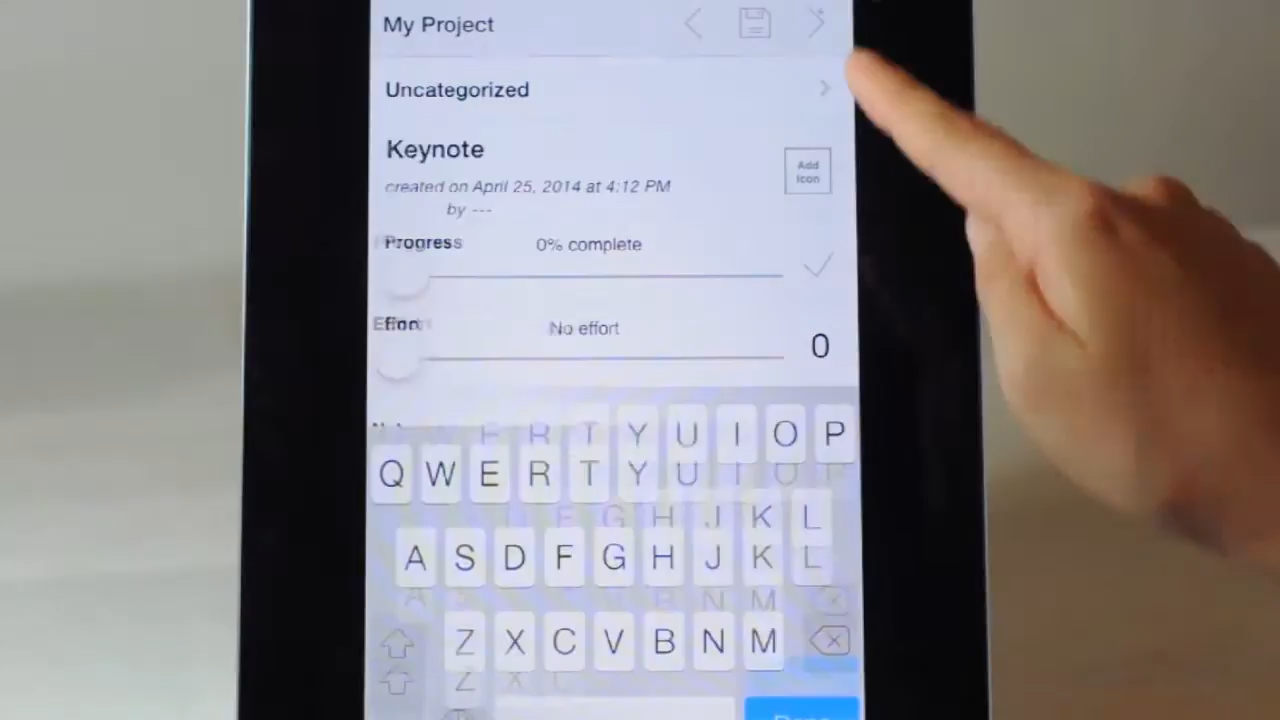 My Project
Uncategorized
Keynote
Add
Icon
created on April 25, 2014 at 4:12 PM
by ---
Progress
0% complete
Effort
No effort
0
Q W E R T Y U I O P
A S D F G H J K L
Z X C V B N M
Done